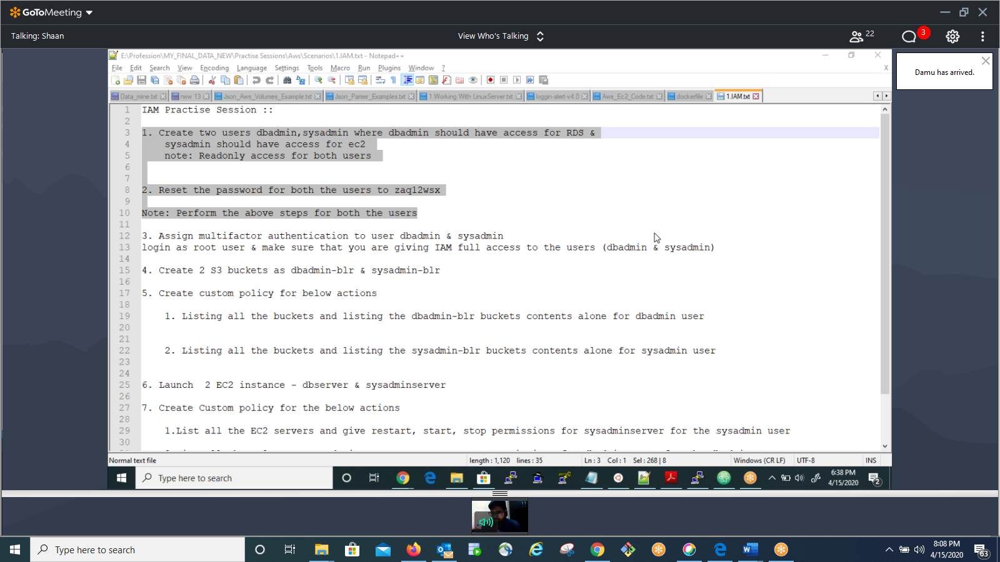 GoToMeeting
Talking: Shaan
View Who's Talking
22
3
Damu has arrived.
E:\Profession\MY_FINAL_DATA_NEW\Practise Sessions\Aws\Scenarios\1.IAM.txt - Notepad++
File Edit Search View Encoding Language Settings Tools Macro Run Plugins Window ?
X
Data_mine.txt new 13 Json_Aws_Volumes_Example.txt Json_Parser_Examples.txt 1.Working With LinuxServer.txt loggin-alert-v4.0 Aws_Ec2_Code.txt dockerfile 1.IAM.txt
1 IAM Practise Session ::
2
3 1. Create two users dbadmin,sysadmin where dbadmin should have access for RDS &
4 sysadmin should have access for ec2
5 note: Readonly access for both users
6
7
8 2. Reset the password for both the users to zaq12wsx
9
10 Note: Perform the above steps for both the users
11
12 3. Assign multifactor authentication to user dbadmin & sysadmin
13 login as root user & make sure that you are giving IAM full access to the users (dbadmin & sysadmin)
14
15 4. Create 2 S3 buckets as dbadmin-blr & sysadmin-blr
16
17 5. Create custom policy for below actions
18
19 1. Listing all the buckets and listing the dbadmin-blr buckets contents alone for dbadmin user
20
21
22 2. Listing all the buckets and listing the sysadmin-blr buckets contents alone for sysadmin user
23
24
25 6. Launch  2 EC2 instance - dbserver & sysadminserver
26
27 7. Create Custom policy for the below actions
28
29 1.List all the EC2 servers and give restart, start, stop permissions for sysadminserver for the sysadmin user
30
Normal text file length : 1,120 lines : 35 Ln : 3 Col : 1 Sel : 268 | 8 Windows (CR LF) UTF-8 INS
Type here to search
6:38 PM
4/15/2020
2
Type here to search
8:08 PM
4/15/2020
63